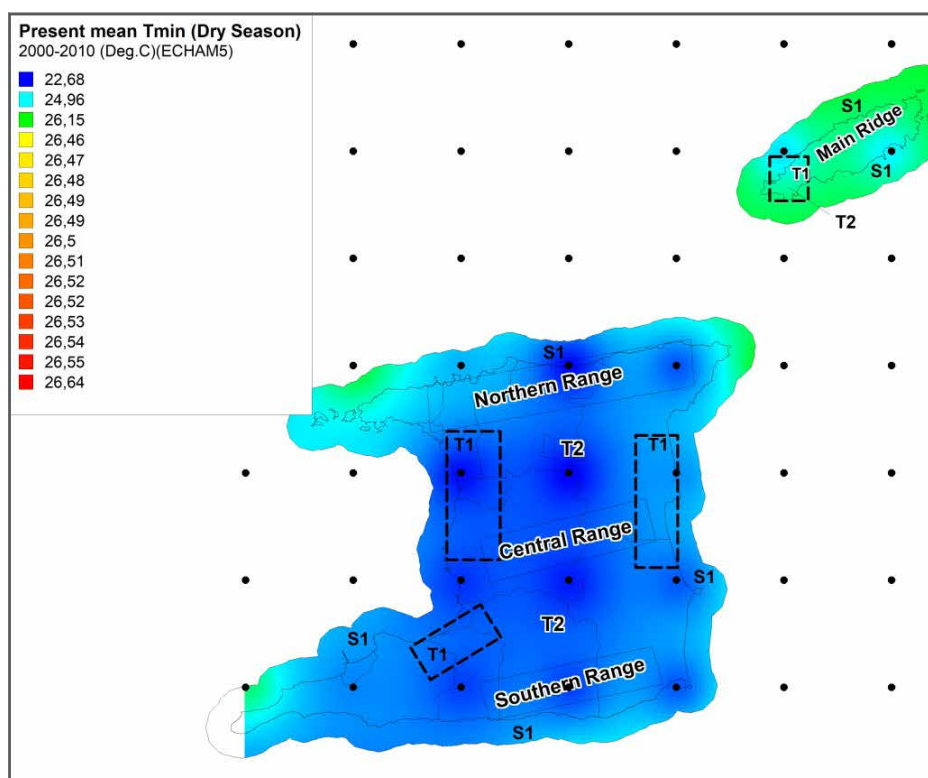 Present mean Tmin (Dry Season)
2000-2010 (Deg.C)(ECHAM5)
22,68
24,96
26,15
26,46
26,47
26,48
26,49
26,49
26,5
26,51
26,52
26,52
26,53
26,54
26,55
26,64
S1
Main Ridge
T1
S1
T2
S1
Northern Range
T1
T2
T1
Central Range
S1
T2
S1
T1
Southern Range
S1